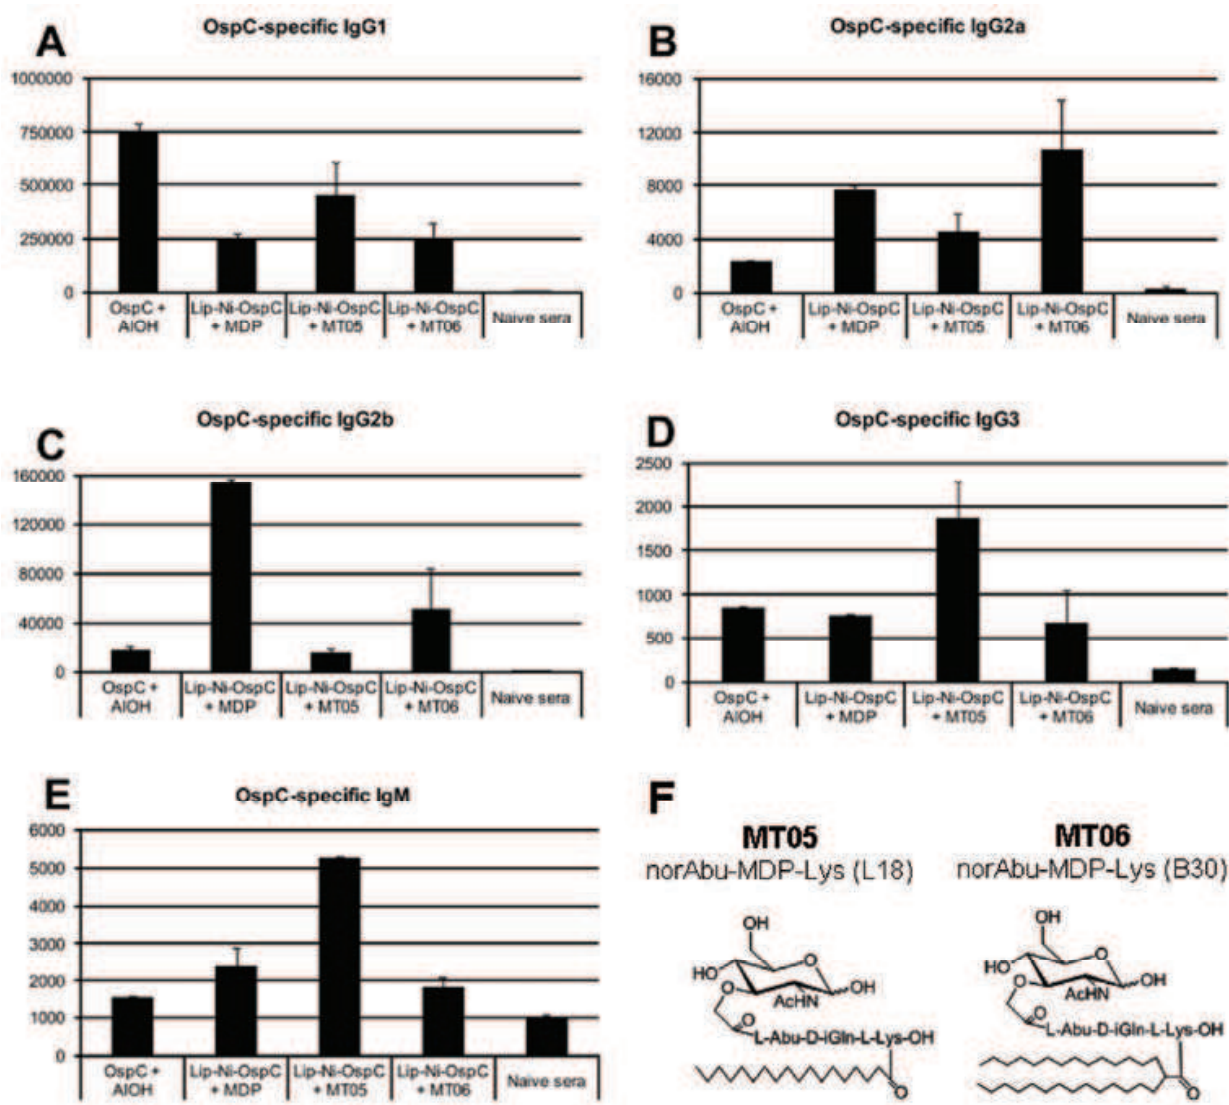 A
OspC-specific IgG1
1000000
750000
500000
250000
0
OspC + Lip-Ni-OspC Lip-Ni-OspC Lip-Ni-OspC Naive sera
AlOH + MDP + MT05 + MT06
B
OspC-specific IgG2a
16000
12000
8000
4000
0
OspC + Lip-Ni-OspC Lip-Ni-OspC Lip-Ni-OspC Naive sera
AlOH + MDP + MT05 + MT06
C
OspC-specific IgG2b
160000
120000
80000
40000
0
OspC + Lip-Ni-OspC Lip-Ni-OspC Lip-Ni-OspC Naive sera
AlOH + MDP + MT05 + MT06
D
OspC-specific IgG3
2500
2000
1500
1000
500
0
OspC + Lip-Ni-OspC Lip-Ni-OspC Lip-Ni-OspC Naive sera
AlOH + MDP + MT05 + MT06
E
OspC-specific IgM
6000
5000
4000
3000
2000
1000
0
OspC + Lip-Ni-OspC Lip-Ni-OspC Lip-Ni-OspC Naive sera
AlOH + MDP + MT05 + MT06
F
MT05
norAbu-MDP-Lys (L18)
OH
O
HO
OH
O
AcHN
O
L-Abu-D-iGln-L-Lys-OH
O
MT06
norAbu-MDP-Lys (B30)
OH
O
HO
OH
O
AcHN
O
L-Abu-D-iGln-L-Lys-OH
O